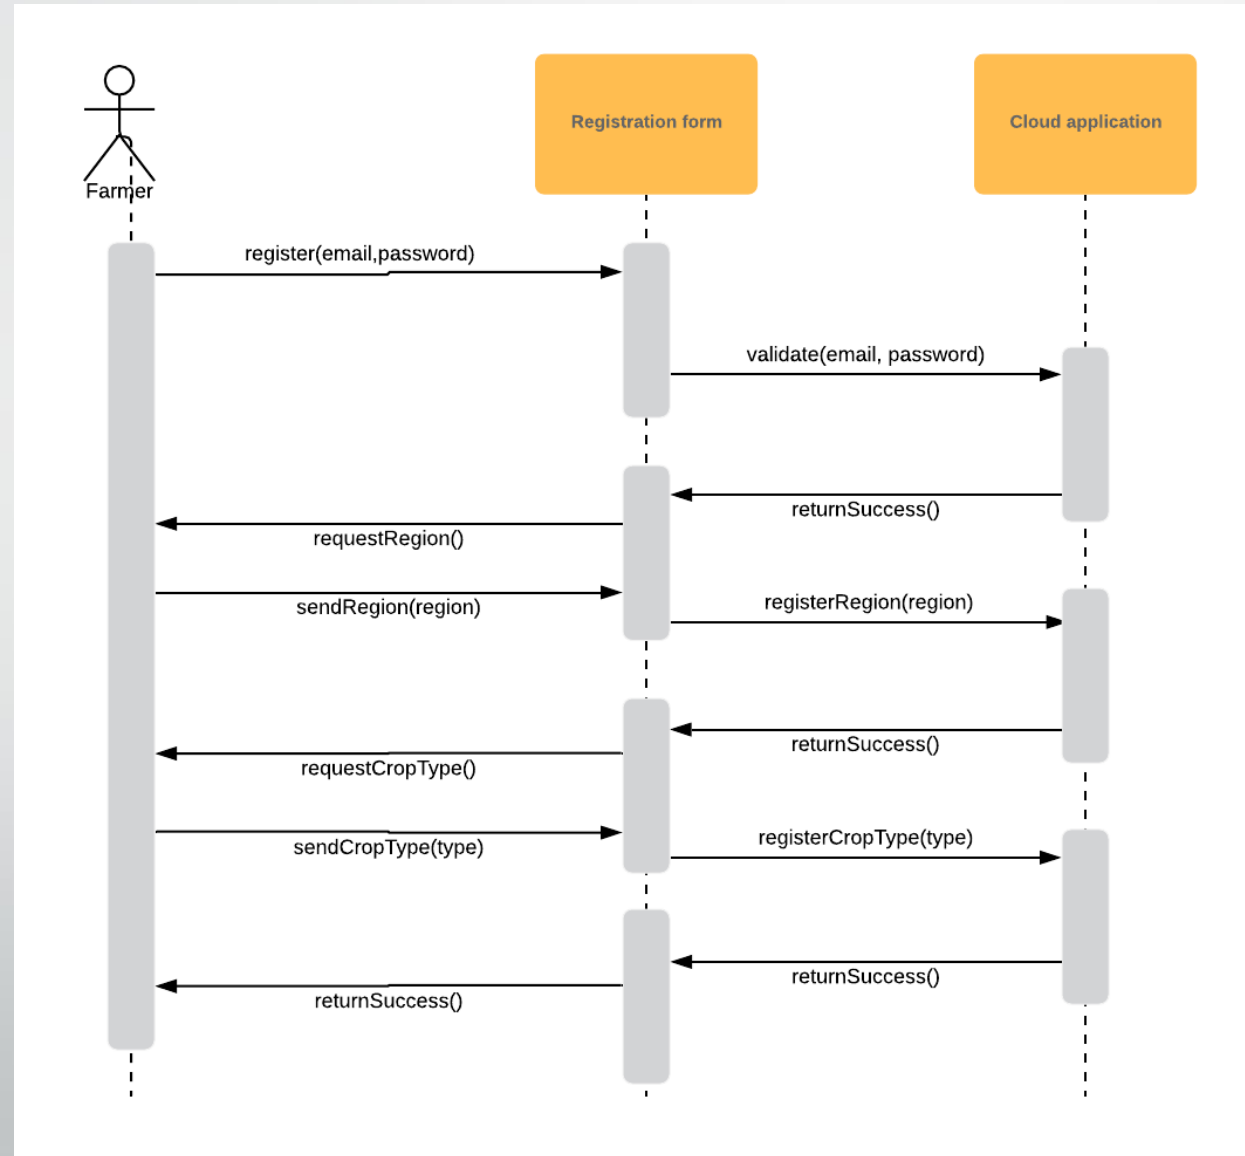 Farmer
Registration form
Cloud application
register(email,password)
validate(email, password)
returnSuccess()
requestRegion()
sendRegion(region)
registerRegion(region)
returnSuccess()
requestCropType()
sendCropType(type)
registerCropType(type)
returnSuccess()
returnSuccess()